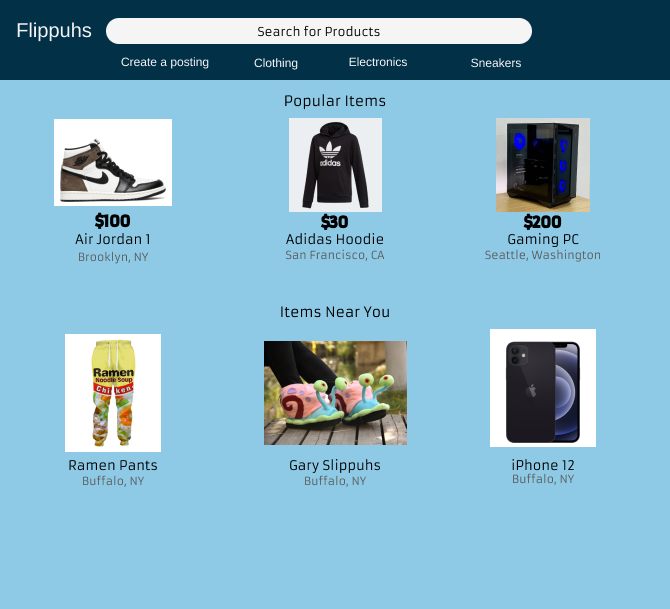 Flippuhs
Search for Products
Create a posting
Clothing
Electronics
Sneakers
Popular Items
adidas
$100
$30
$200
Air Jordan 1
Adidas Hoodie
Gaming PC
Brooklyn, NY
San Francisco, CA
Seattle, Washington
Items Near You
Ramen
Noodle Soup
Chicken
Ramen Pants
Gary Slippuhs
iPhone 12
Buffalo, NY
Buffalo, NY
Buffalo, NY